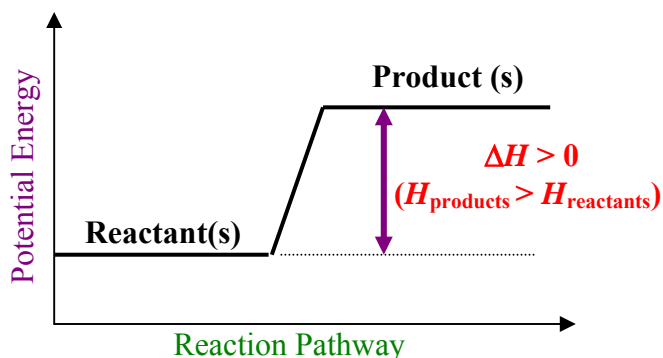 Potential Energy
Product (s)
ΔH > 0
(Hproducts > Hreactants)
Reactant(s)
Reaction Pathway